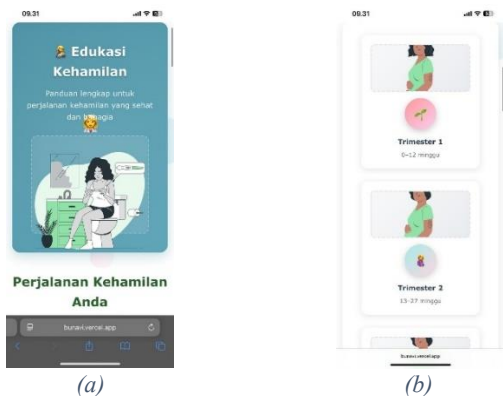 09.31
Edukasi
Kehamilan
Panduan lengkap untuk
perjalanan kehamilan yang sehat
dan bahagia
Perjalanan Kehamilan
Anda
bunavi.vercel.app
(a)
09.31
Trimester 1
0–12 minggu
Trimester 2
13–27 minggu
bunavi.vercel.app
(b)